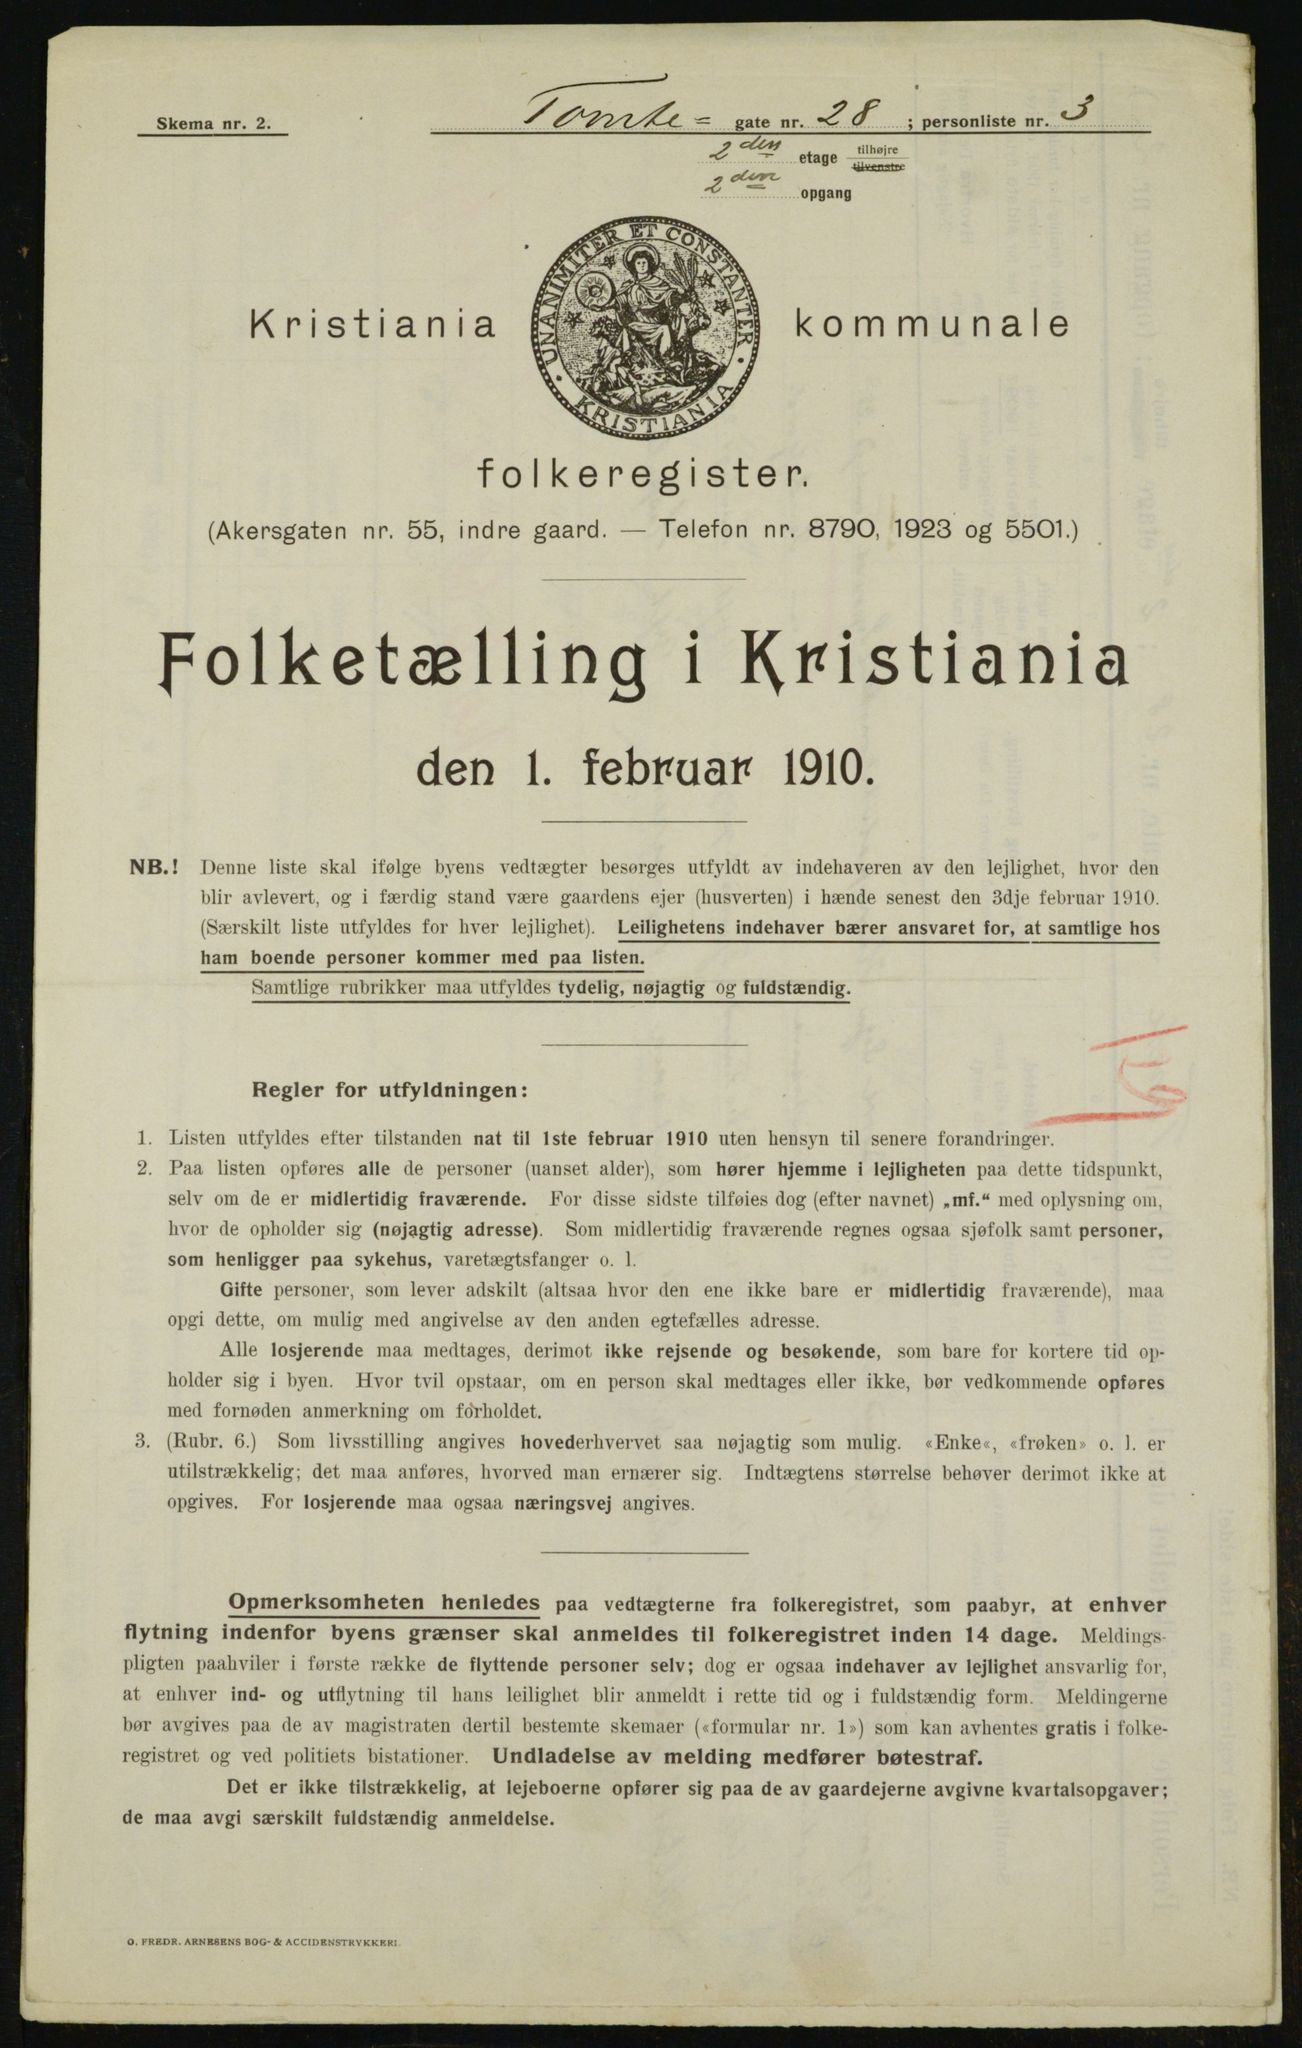 Skema nr. 2.
Tomte= gate nr. 28; personliste nr. 3
2den etage tilhøjre tilvenstre
2den opgang
UNANIMITER ET CONSTANTER
KRISTIANIA
Kristiania kommunale
folkeregister.
(Akersgaten nr. 55, indre gaard. — Telefon nr. 8790, 1923 og 5501.)
Folketælling i Kristiania
den 1. februar 1910.
NB.! Denne liste skal ifølge byens vedtægter besørges utfyldt av indehaveren av den lejlighet, hvor den
blir avlevert, og i færdig stand være gaardens ejer (husverten) i hænde senest den 3dje februar 1910.
(Særskilt liste utfyldes for hver lejlighet). Leilighetens indehaver bærer ansvaret for, at samtlige hos
ham boende personer kommer med paa listen.
Samtlige rubrikker maa utfyldes tydelig, nøjagtig og fuldstændig.
Regler for utfyldningen:
1. Listen utfyldes efter tilstanden nat til 1ste februar 1910 uten hensyn til senere forandringer.
2. Paa listen opføres alle de personer (uanset alder), som hører hjemme i lejligheten paa dette tidspunkt,
selv om de er midlertidig fraværende. For disse sidste tilføies dog (efter navnet) „mf.“ med oplysning om,
hvor de opholder sig (nøjagtig adresse). Som midlertidig fraværende regnes ogsaa sjøfolk samt personer,
som henligger paa sykehus, varetægtsfanger o. l.
Gifte personer, som lever adskilt (altsaa hvor den ene ikke bare er midlertidig fraværende), maa
opgi dette, om mulig med angivelse av den anden egtefælles adresse.
Alle losjerende maa medtages, derimot ikke rejsende og besøkende, som bare for kortere tid op-
holder sig i byen. Hvor tvil opstaar, om en person skal medtages eller ikke, bør vedkommende opføres
med fornøden anmerkning om forholdet.
3. (Rubr. 6.) Som livsstilling angives hovederhvervet saa nøjagtig som mulig. «Enke«, «frøken» o. l. er
utilstrækkelig; det maa anføres, hvorved man ernærer sig. Indtægtens størrelse behøver derimot ikke at
opgives. For losjerende maa ogsaa næringsvej angives.
Opmerksomheten henledes paa vedtægterne fra folkeregistret, som paabyr, at enhver
flytning indenfor byens grænser skal anmeldes til folkeregistret inden 14 dage. Meldings-
pligten paahviler i første række de flyttende personer selv; dog er ogsaa indehaver av lejlighet ansvarlig for,
at enhver ind- og utflytning til hans leilighet blir anmeldt i rette tid og i fuldstændig form. Meldingerne
bør avgives paa de av magistraten dertil bestemte skemaer («formular nr. 1») som kan avhentes gratis i folke-
registret og ved politiets bistationer. Undladelse av melding medfører bøtestraf.
Det er ikke tilstrækkelig, at lejeboerne opfører sig paa de av gaardejerne avgivne kvartalsopgaver;
de maa avgi særskilt fuldstændig anmeldelse.
O. FREDR. ARNESENS BOG- & ACCIDENSTRYKKERI.